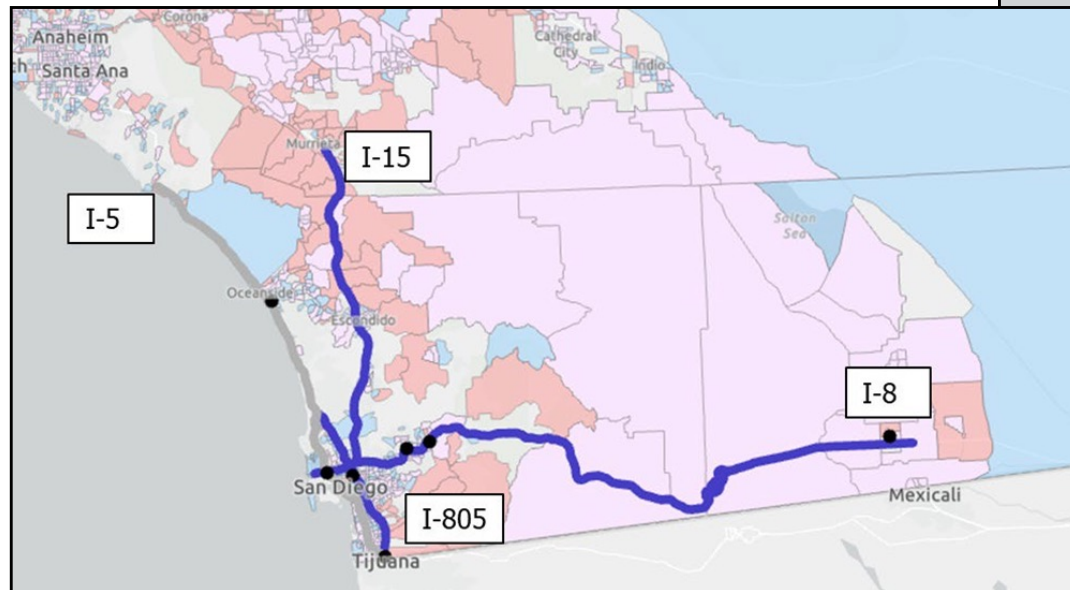 Corona
Anaheim
th
Santa Ana
Cathedral
City
Indio
Murrieta
I-15
I-5
Salton
Sea
Oceanside
Escondido
I-8
San Diego
I-805
Mexicali
Tijuana